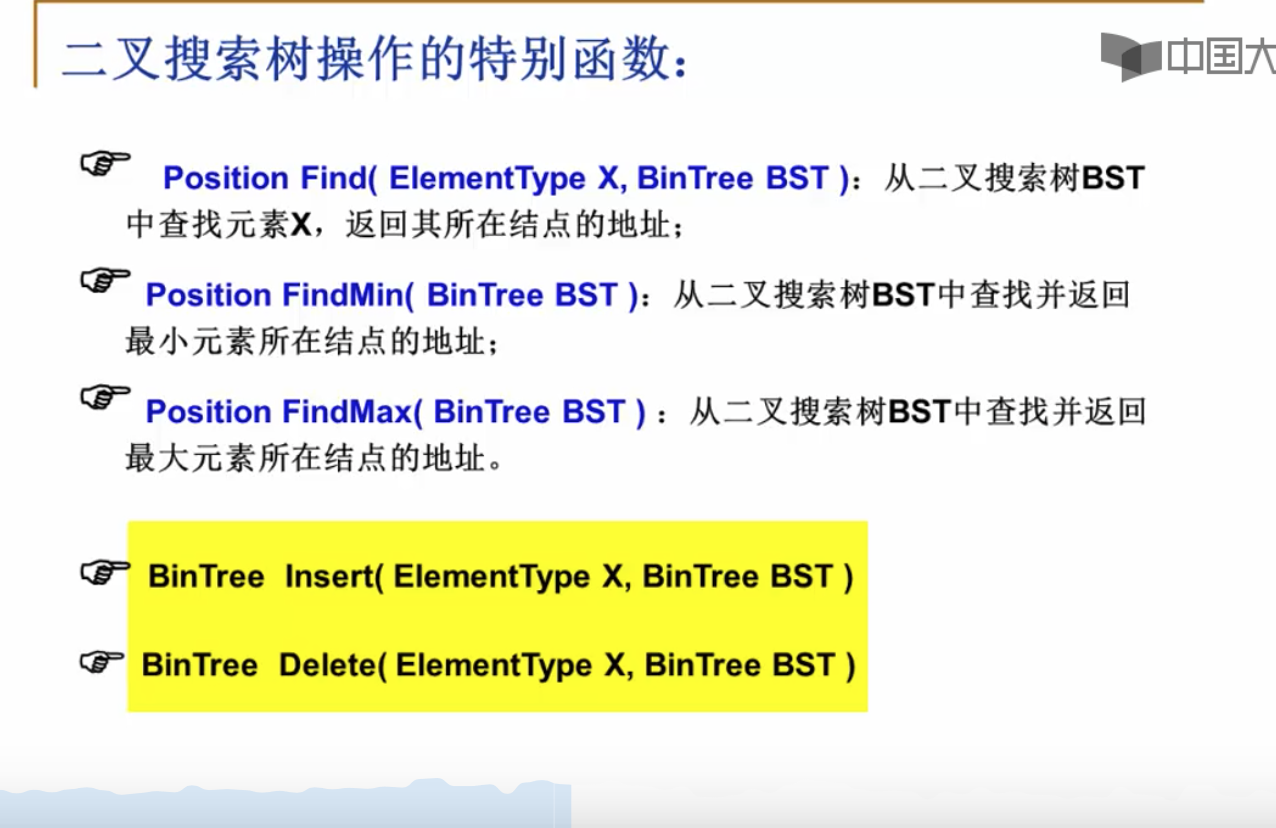 二叉搜索树操作的特别函数：
中国大
Position Find( ElementType X, BinTree BST )：从二叉搜索树BST
中查找元素X，返回其所在结点的地址；
Position FindMin( BinTree BST )：从二叉搜索树BST中查找并返回
最小元素所在结点的地址；
Position FindMax( BinTree BST ) ：从二叉搜索树BST中查找并返回
最大元素所在结点的地址。
BinTree Insert( ElementType X, BinTree BST )
BinTree Delete( ElementType X, BinTree BST )